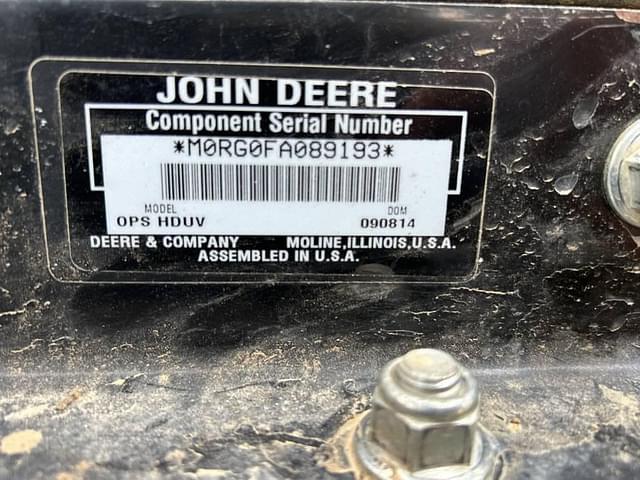 JOHN DEERE
Component Serial Number
*M0RG0FA089193*
MODEL DOM
OPS HDUV 090814
DEERE & COMPANY MOLINE,ILLINOIS,U.S.A.
ASSEMBLED IN U.S.A.